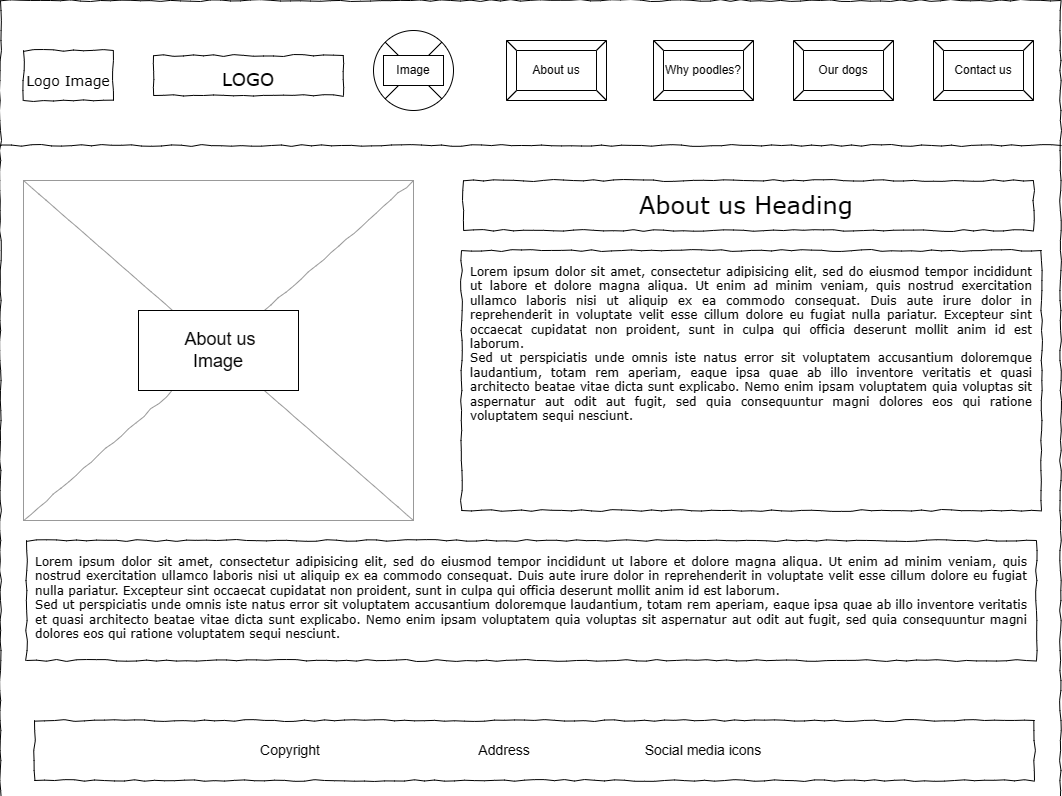 Logo Image
LOGO
Image
About us
Why poodles?
Our dogs
Contact us
About us Heading
Lorem ipsum dolor sit amet, consectetur adipisicing elit, sed do eiusmod tempor incididunt
ut labore et dolore magna aliqua. Ut enim ad minim veniam, quis nostrud exercitation
ullamco laboris nisi ut aliquip ex ea commodo consequat. Duis aute irure dolor in
reprehenderit in voluptate velit esse cillum dolore eu fugiat nulla pariatur. Excepteur sint
occaecat cupidatat non proident, sunt in culpa qui officia deserunt mollit anim id est
laborum.
Sed ut perspiciatis unde omnis iste natus error sit voluptatem accusantium doloremque
laudantium, totam rem aperiam, eaque ipsa quae ab illo inventore veritatis et quasi
architecto beatae vitae dicta sunt explicabo. Nemo enim ipsam voluptatem quia voluptas sit
aspernatur aut odit aut fugit, sed quia consequuntur magni dolores eos qui ratione
voluptatem sequi nesciunt.
About us
Image
Lorem ipsum dolor sit amet, consectetur adipisicing elit, sed do eiusmod tempor incididunt ut labore et dolore magna aliqua. Ut enim ad minim veniam, quis
nostrud exercitation ullamco laboris nisi ut aliquip ex ea commodo consequat. Duis aute irure dolor in reprehenderit in voluptate velit esse cillum dolore eu fugiat
nulla pariatur. Excepteur sint occaecat cupidatat non proident, sunt in culpa qui officia deserunt mollit anim id est laborum.
Sed ut perspiciatis unde omnis iste natus error sit voluptatem accusantium doloremque laudantium, totam rem aperiam, eaque ipsa quae ab illo inventore veritatis
et quasi architecto beatae vitae dicta sunt explicabo. Nemo enim ipsam voluptatem quia voluptas sit aspernatur aut odit aut fugit, sed quia consequuntur magni
dolores eos qui ratione voluptatem sequi nesciunt.
Copyright
Address
Social media icons